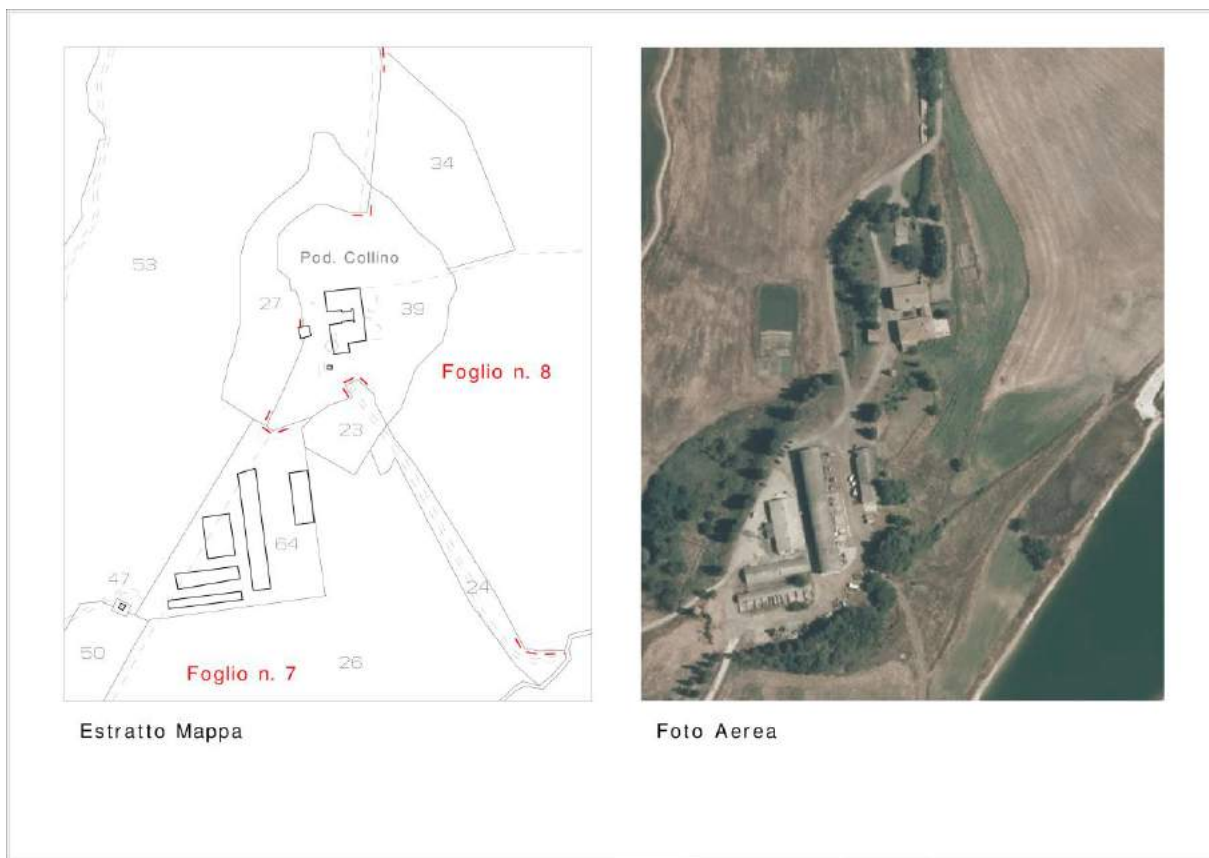 34
53
Pod. Collino
27
39
Foglio n. 8
23
64
47
24
50
26
Foglio n. 7
Estratto Mappa
Foto Aerea